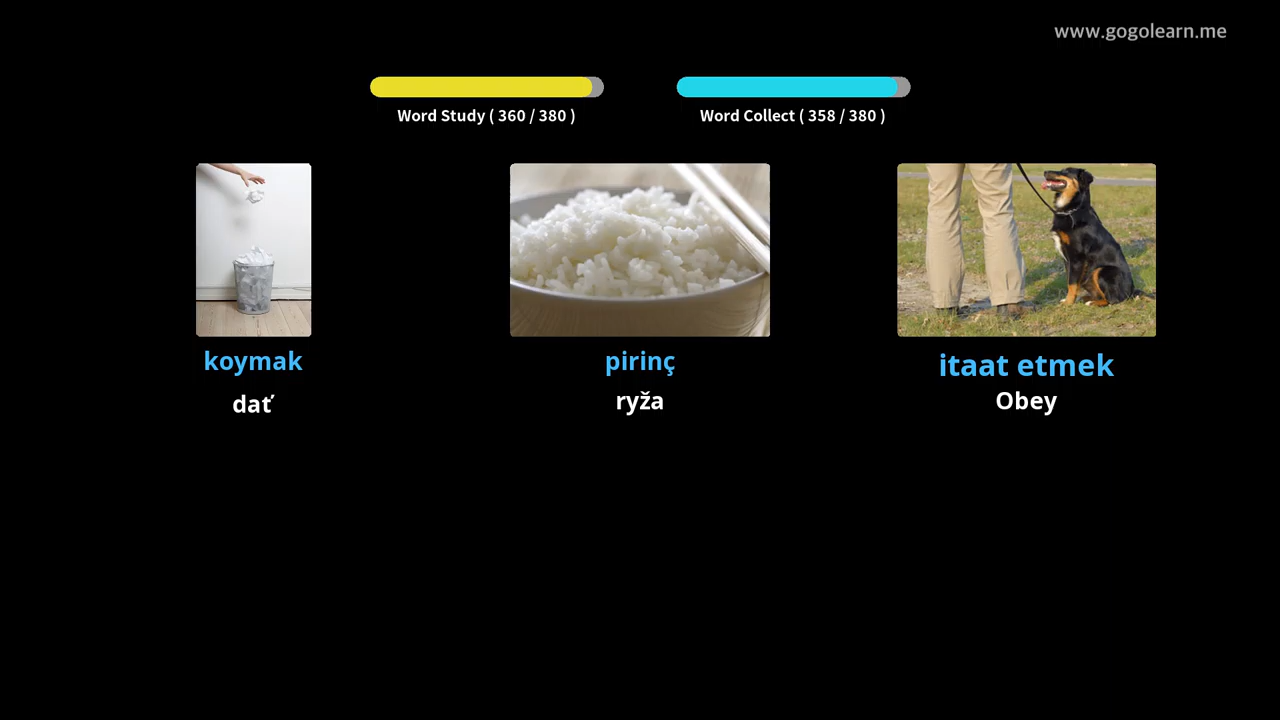 www.gogolearn.me
Word Study ( 360 / 380 )
Word Collect ( 358 / 380 )
koymak
pirinç
itaat etmek
dať
ryža
Obey